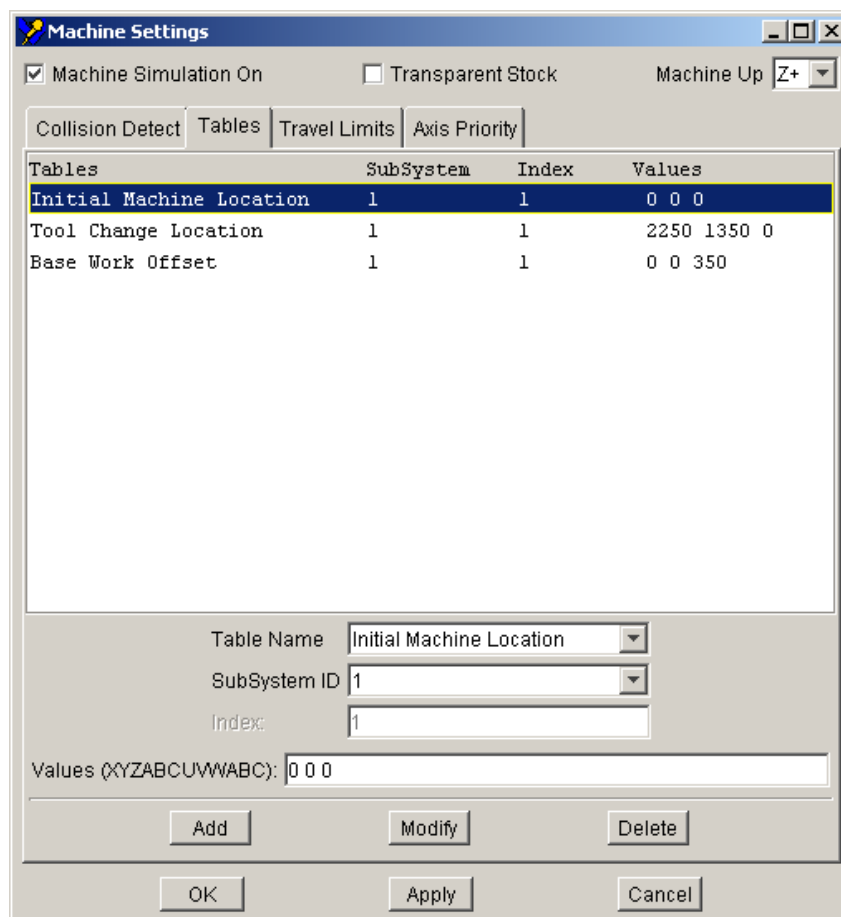 Machine Settings
Machine Simulation On Transparent Stock Machine Up Z+
Collision Detect Tables Travel Limits Axis Priority
Tables SubSystem Index Values
Initial Machine Location 1 1 0 0 0
Tool Change Location 1 1 2250 1350 0
Base Work Offset 1 1 0 0 350
Table Name Initial Machine Location
SubSystem ID 1
Index: 1
Values (XYZABCUVWABC): 0 0 0
Add Modify Delete
OK Apply Cancel